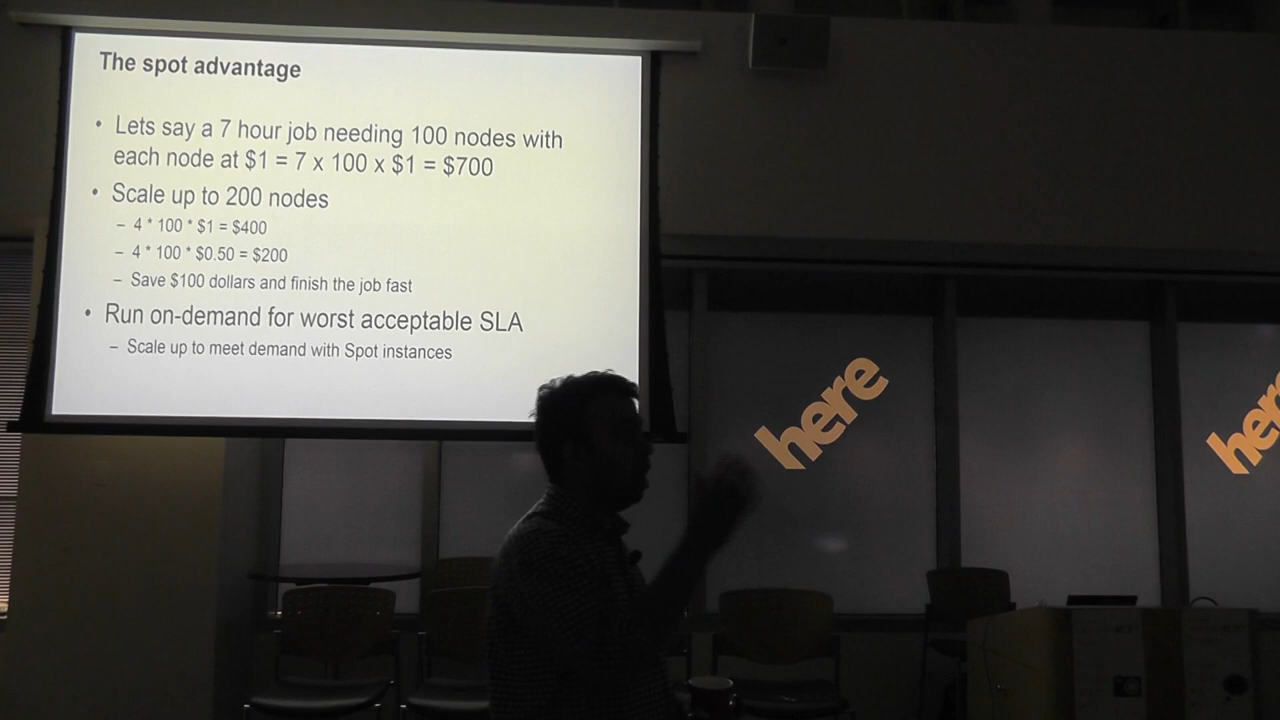 The spot advantage
• Lets say a 7 hour job needing 100 nodes with
each node at $1 = 7 x 100 x $1 = $700
• Scale up to 200 nodes
– 4 * 100 * $1 = $400
– 4 * 100 * $0.50 = $200
– Save $100 dollars and finish the job fast
• Run on-demand for worst acceptable SLA
– Scale up to meet demand with Spot instances
here
here